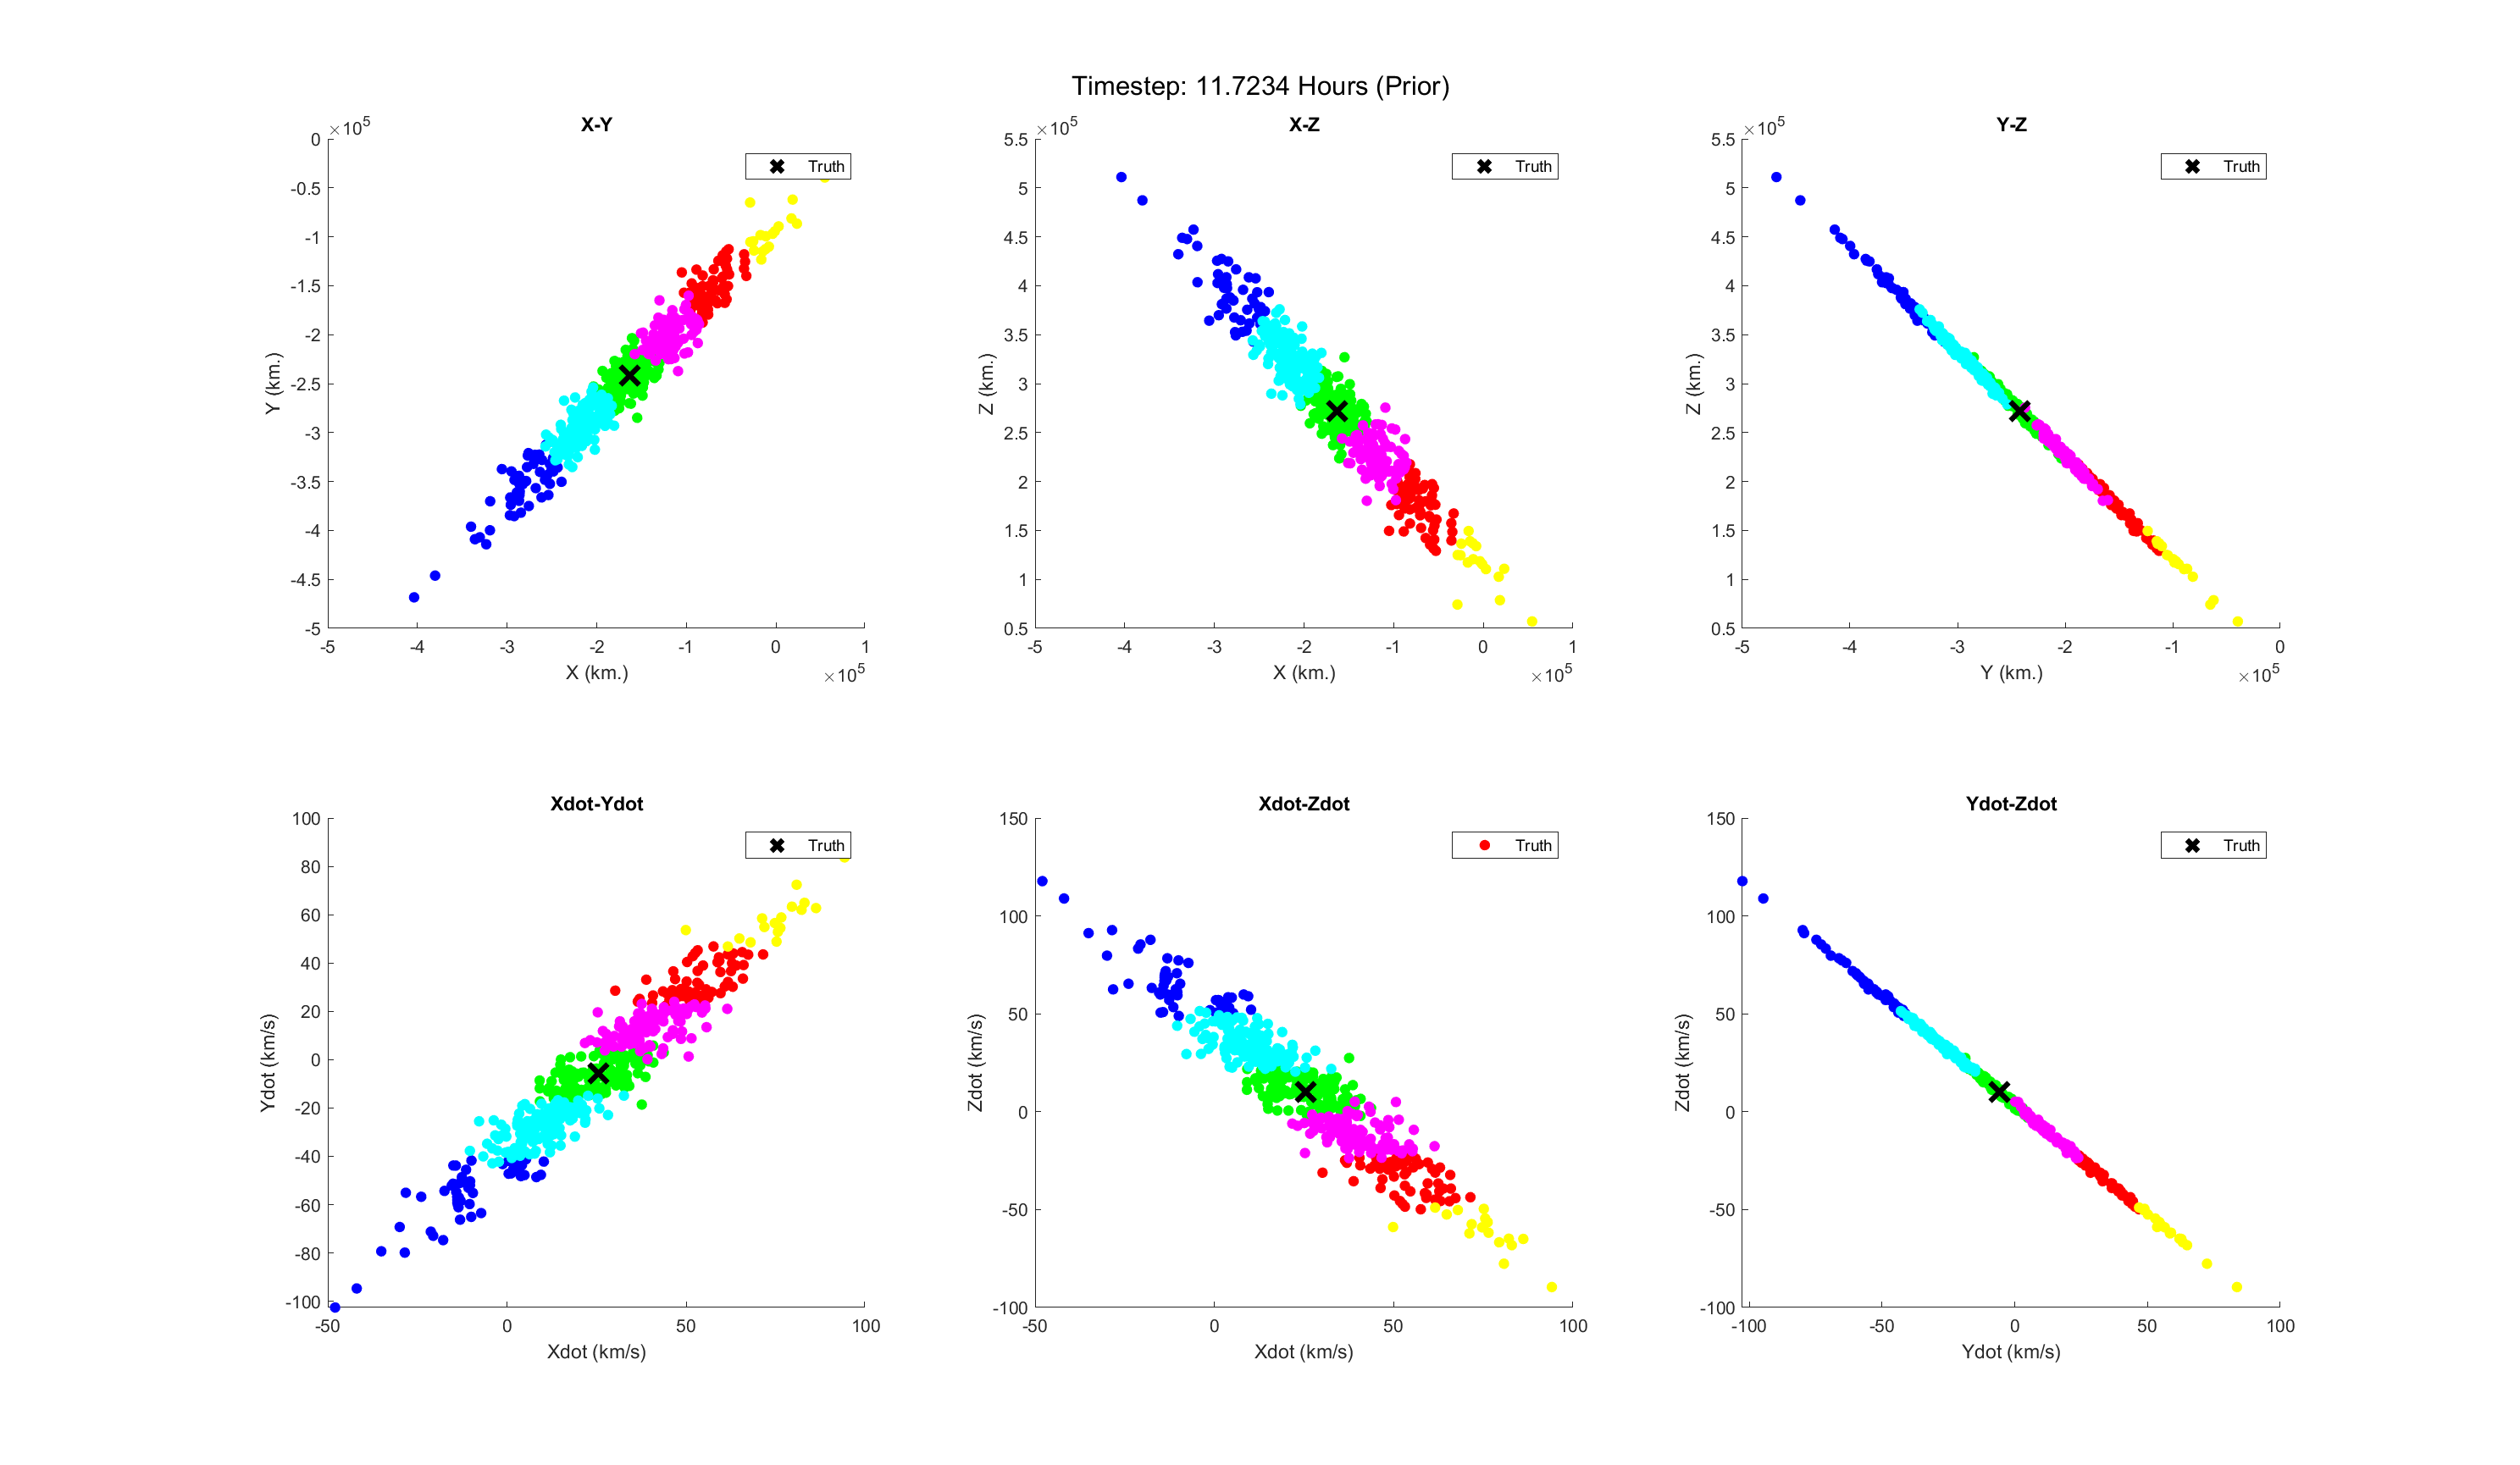 Timestep: 11.7234 Hours (Prior)
X-Y
×10^5
0
-0.5
-1
-1.5
-2
-2.5
-3
-3.5
-4
-4.5
-5
Y (km.)
-5 -4 -3 -2 -1 0 1
X (km.)
×10^5
Truth
X-Z
×10^5
5.5
5
4.5
4
3.5
3
2.5
2
1.5
1
0.5
Z (km.)
-5 -4 -3 -2 -1 0 1
X (km.)
×10^5
Truth
Y-Z
×10^5
5.5
5
4.5
4
3.5
3
2.5
2
1.5
1
0.5
Z (km.)
-5 -4 -3 -2 -1 0
Y (km.)
×10^5
Truth
Xdot-Ydot
100
80
60
40
20
0
-20
-40
-60
-80
-100
Ydot (km/s)
-50 0 50 100
Xdot (km/s)
Truth
Xdot-Zdot
150
100
50
0
-50
-100
Zdot (km/s)
-50 0 50 100
Xdot (km/s)
Truth
Ydot-Zdot
150
100
50
0
-50
-100
Zdot (km/s)
-100 -50 0 50 100
Ydot (km/s)
Truth